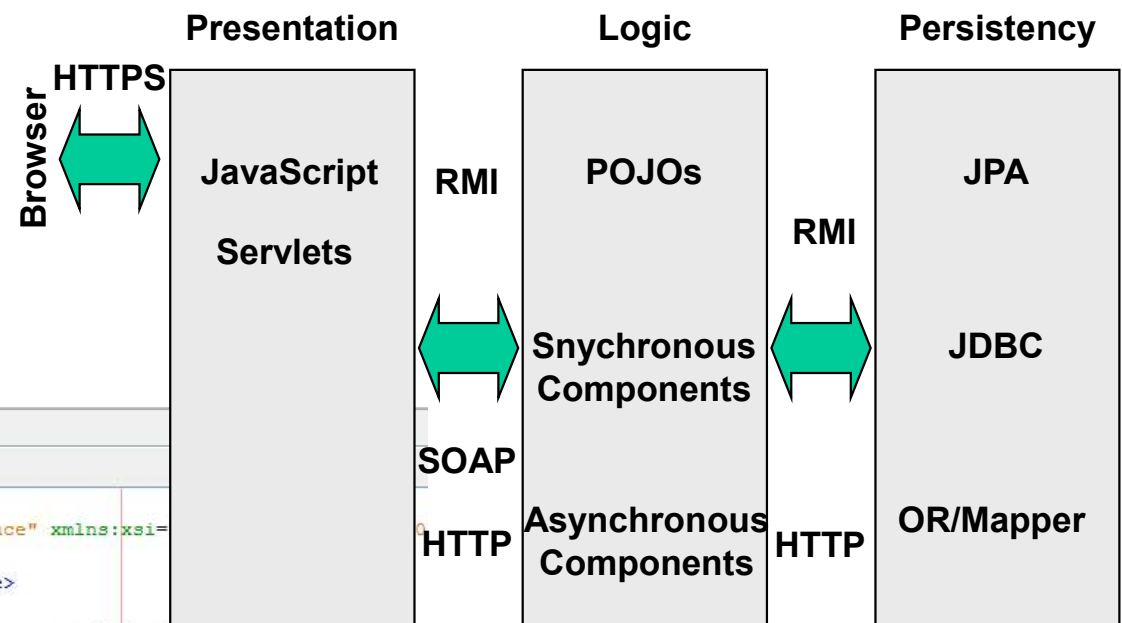 Presentation
Logic
Persistency
HTTPS
Browser
JavaScript
Servlets
RMI
POJOs
RMI
JPA
Snychronous
Components
JDBC
SOAP
HTTP
Asynchronous
Components
HTTP
OR/Mapper
ce" xmlns:xsi=
>